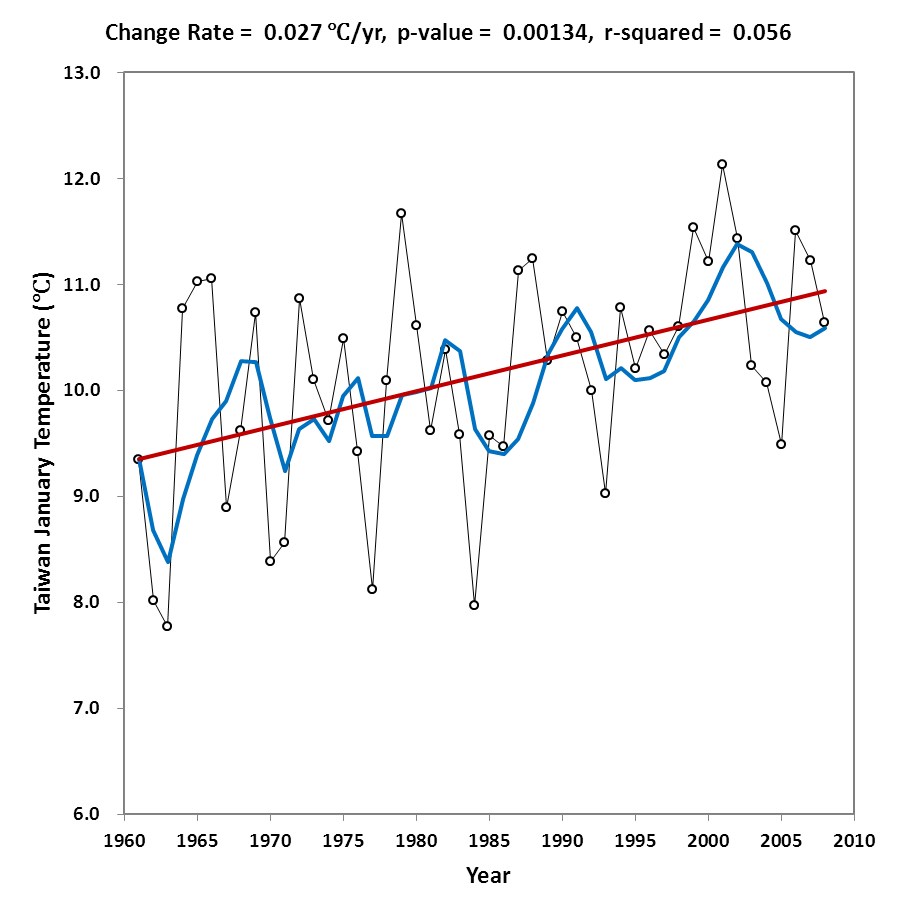 Change Rate = 0.027 ℃/yr, p-value = 0.00134, r-squared = 0.056
13.0
12.0
11.0
10.0
9.0
8.0
7.0
6.0
Taiwan January Temperature (℃)
1960 1965 1970 1975 1980 1985 1990 1995 2000 2005 2010
Year